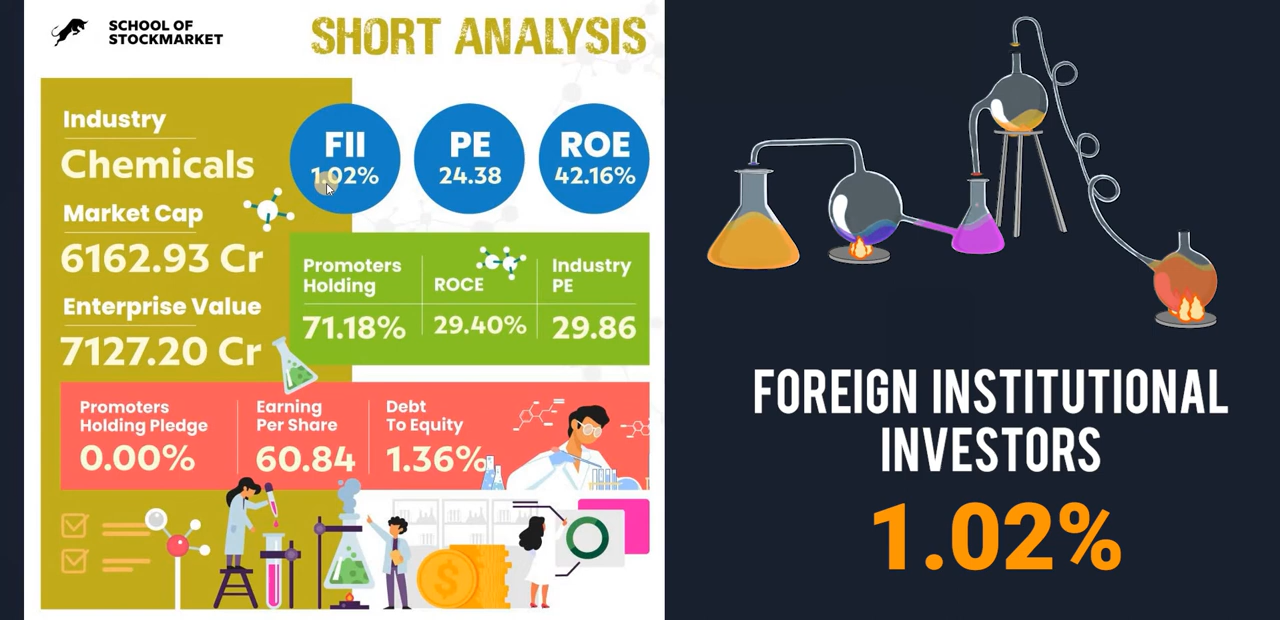 SCHOOL OF
STOCKMARKET
SHORT ANALYSIS
Industry
Chemicals
Market Cap
6162.93 Cr
Enterprise Value
7127.20 Cr
FII
1.02%
PE
24.38
ROE
42.16%
Promoters
Holding
71.18%
ROCE
29.40%
Industry
PE
29.86
Promoters
Holding Pledge
0.00%
Earning
Per Share
60.84
Debt
To Equity
1.36%
$
FOREIGN INSTITUTIONAL
INVESTORS
1.02%